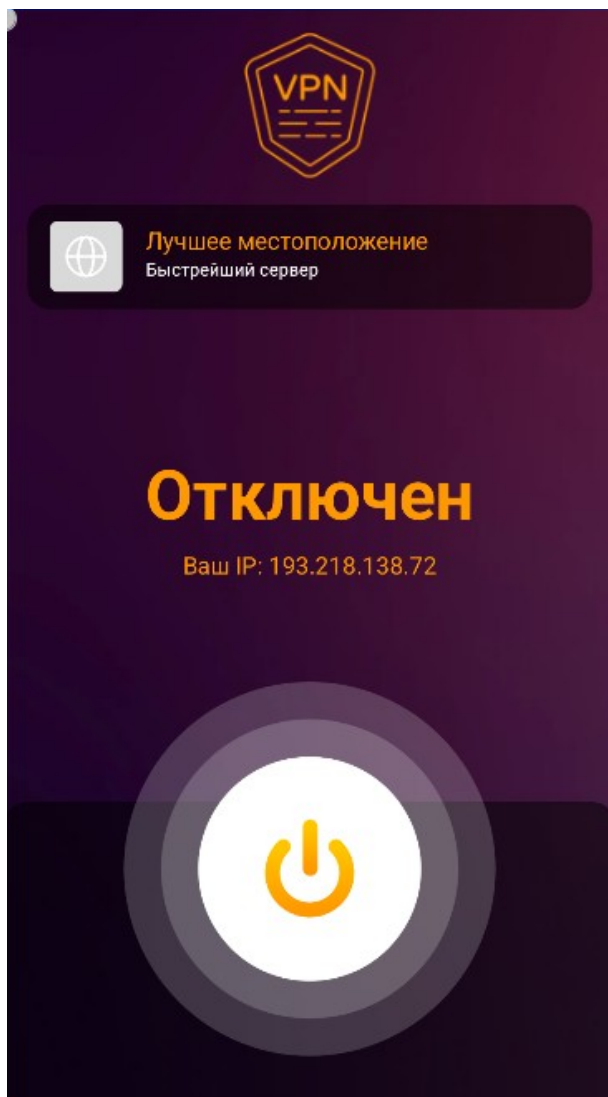 VPN
Лучшее местоположение
Быстрейший сервер
Отключен
Ваш IP: 193.218.138.72